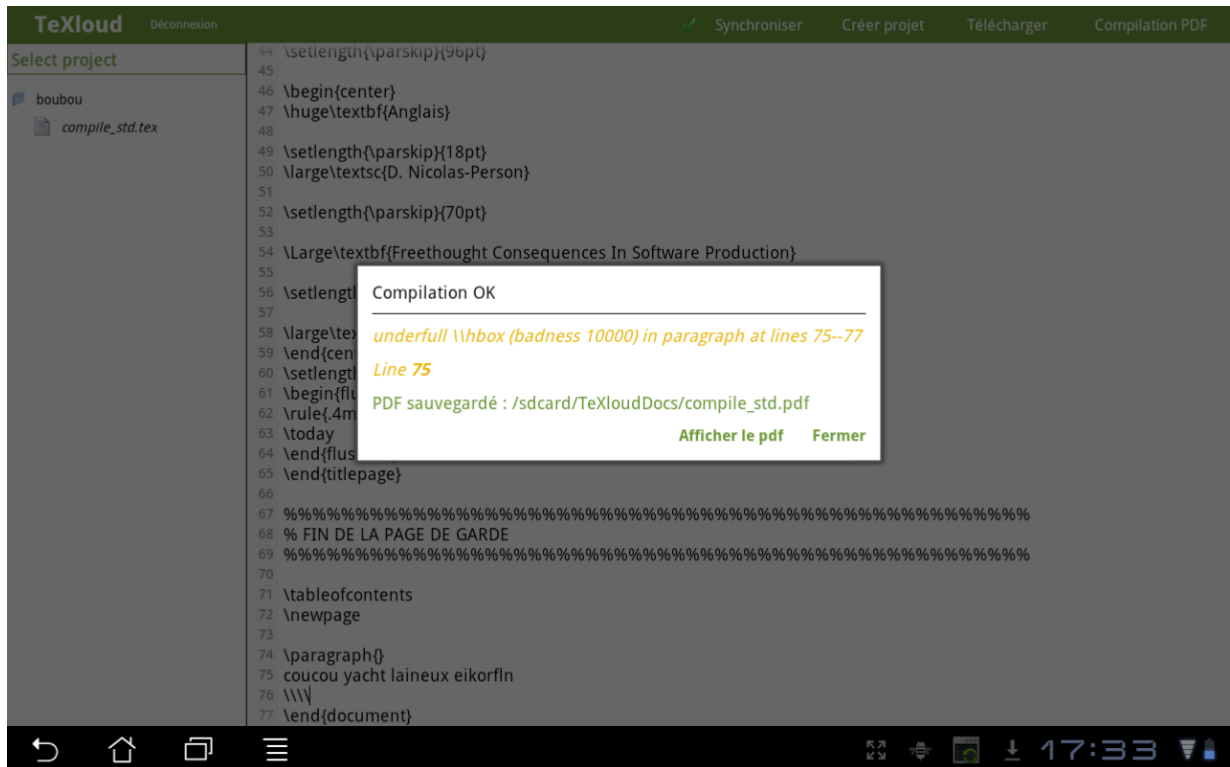 TeXloud Déconnexion Synchroniser Créer projet Télécharger Compilation PDF
Select project
boubou
compile_std.tex
44 \setlength{\parskip}{96pt}
45
46 \begin{center}
47 \huge\textbf{Anglais}
48
49 \setlength{\parskip}{18pt}
50 \large\textsc{D. Nicolas-Person}
51
52 \setlength{\parskip}{70pt}
53
54 \Large\textbf{Freethought Consequences In Software Production}
55
56 \setlengt
57
58 \large\te
59 \end{cen
60 \setlengt
61 \begin{flu
62 \rule{.4m
63 \today
64 \end{flus
65 \end{titlepage}
66
67 %%%%%%%%%%%%%%%%%%%%%%%%%%%%%%%%%%%%%%%%%%%%%%%%%%%%
68 % FIN DE LA PAGE DE GARDE
69 %%%%%%%%%%%%%%%%%%%%%%%%%%%%%%%%%%%%%%%%%%%%%%%%%%%%
70
71 \tableofcontents
72 \newpage
73
74 \paragraph{}
75 coucou yacht laineux eikorfln
76 \\\\
77 \end{document}
Compilation OK
underfull \\hbox (badness 10000) in paragraph at lines 75--77
Line 75
PDF sauvegardé : /sdcard/TeXloudDocs/compile_std.pdf
Afficher le pdf Fermer
17:33